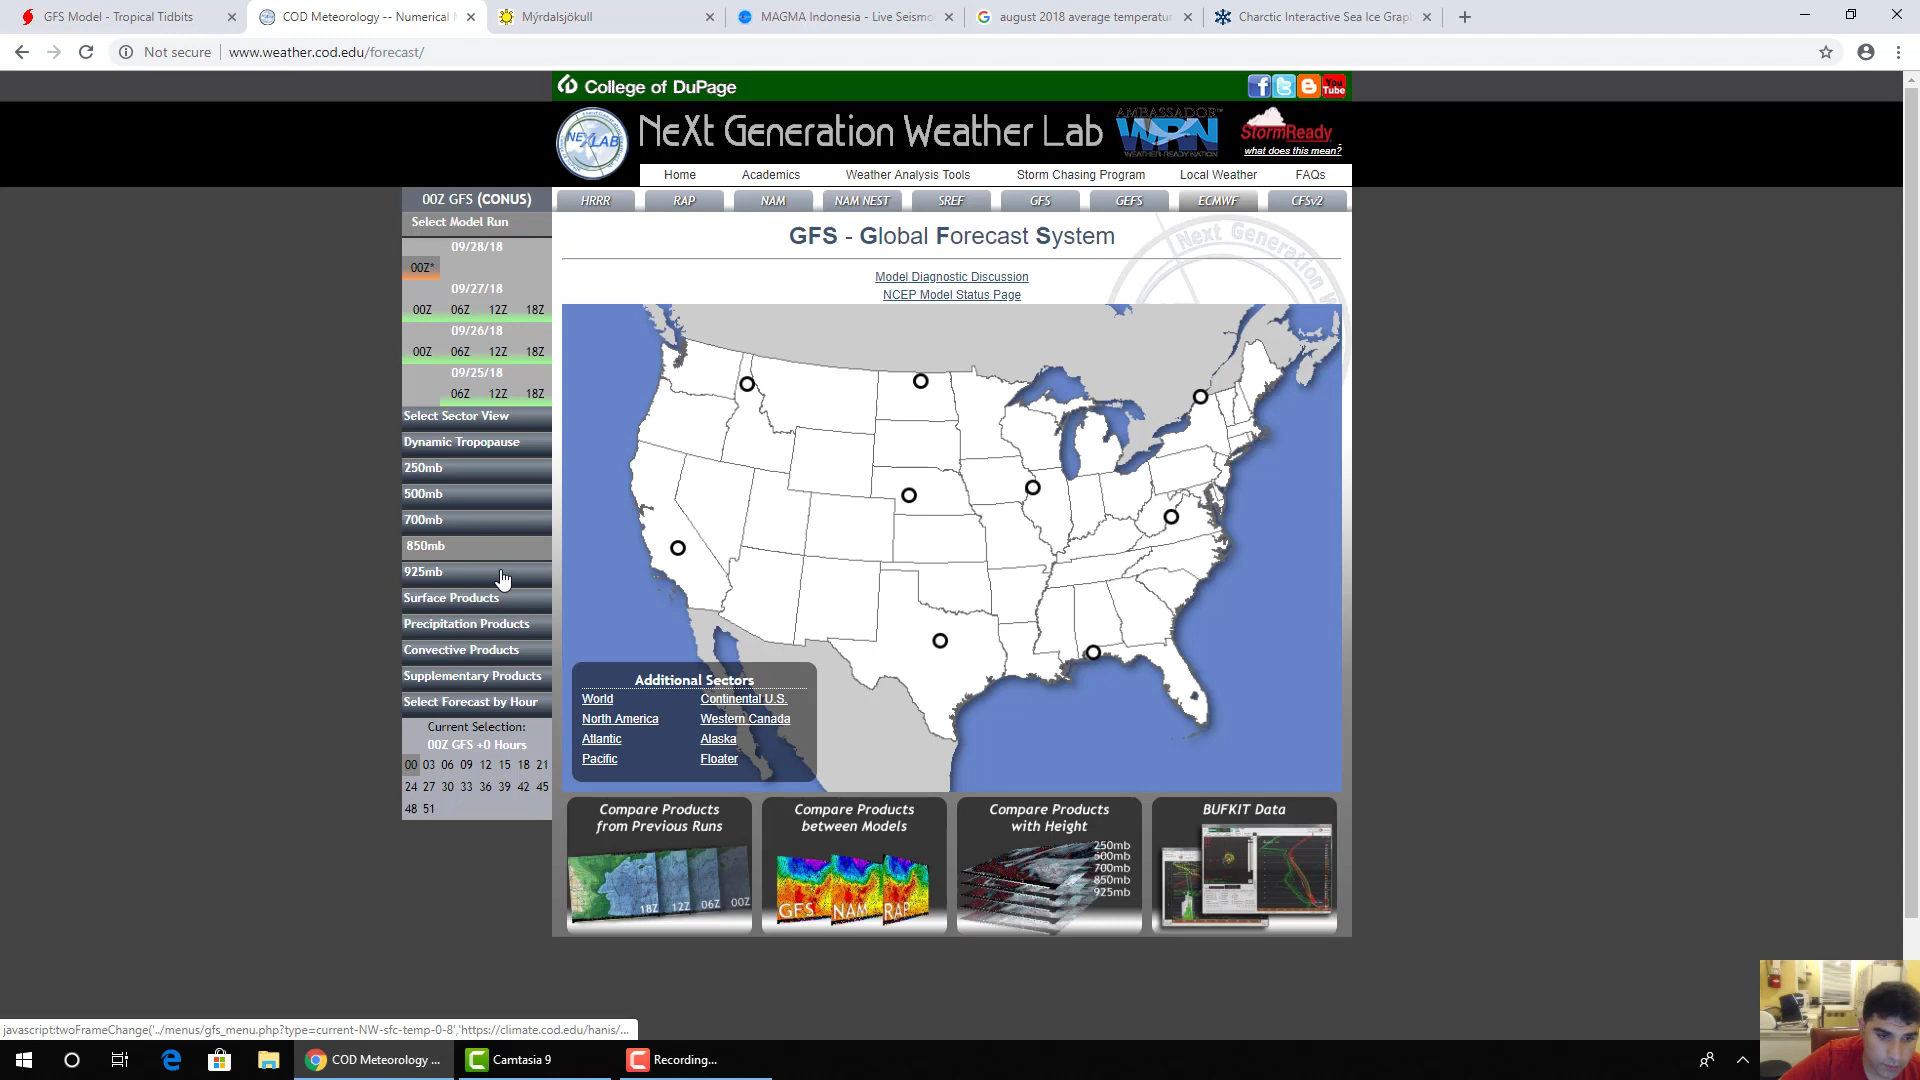 GFS Model - Tropical Tidbits
COD Meteorology -- Numerical M
Mýrdalsjökull
MAGMA Indonesia - Live Seismo
august 2018 average temperatur
Charctic Interactive Sea Ice Grap
Not secure
www.weather.cod.edu/forecast/
College of DuPage
You
Tube
NEXLAB
NeXt Generation Weather Lab
AMBASSADOR™
WRN
WEATHER-READY NATION
StormReady
what does this mean?
Home
Academics
Weather Analysis Tools
Storm Chasing Program
Local Weather
FAQs
HRRR
RAP
NAM
NAM NEST
SREF
GFS
GEFS
ECMWF
CFSv2
00Z GFS (CONUS)
Select Model Run
09/28/18
00Z*
09/27/18
00Z 06Z 12Z 18Z
09/26/18
00Z 06Z 12Z 18Z
09/25/18
06Z 12Z 18Z
Select Sector View
Dynamic Tropopause
250mb
500mb
700mb
850mb
925mb
Surface Products
Precipitation Products
Convective Products
Supplementary Products
Select Forecast by Hour
Current Selection:
00Z GFS +0 Hours
00 03 06 09 12 15 18 21
24 27 30 33 36 39 42 45
48 51
GFS - Global Forecast System
Next Generation W
Model Diagnostic Discussion
NCEP Model Status Page
Additional Sectors
World
Continental U.S.
North America
Western Canada
Atlantic
Alaska
Pacific
Floater
Compare Products
from Previous Runs
18Z 12Z 06Z 00Z
Compare Products
between Models
GFS NAM RAP
Compare Products
with Height
250mb
500mb
700mb
850mb
925mb
BUFKIT Data
javascript:twoFrameChange('../menus/gfs_menu.php?type=current-NW-sfc-temp-0-8','https://climate.cod.edu/hanis/...
COD Meteorology ...
Camtasia 9
Recording...